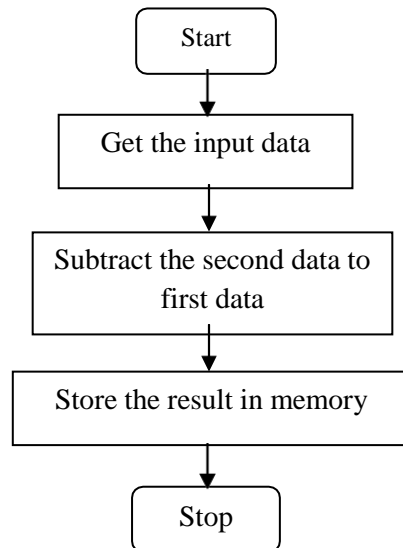 Start
Get the input data
Subtract the second data to
first data
Store the result in memory
Stop